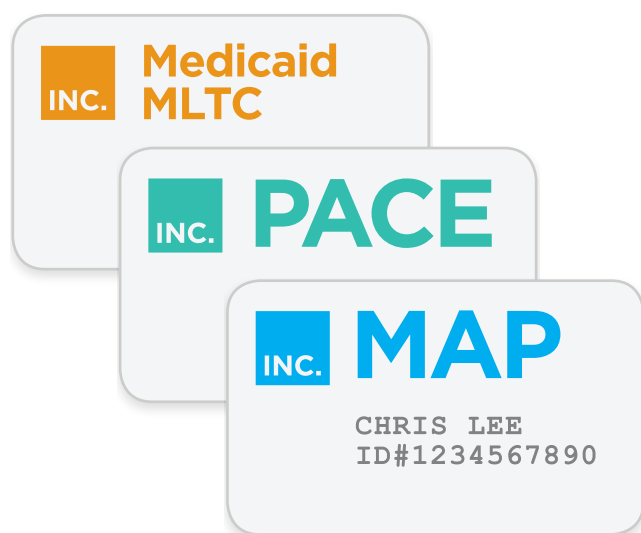 INC.
Medicaid
MLTC
INC.
PACE
INC.
MAP
CHRIS LEE
ID#1234567890